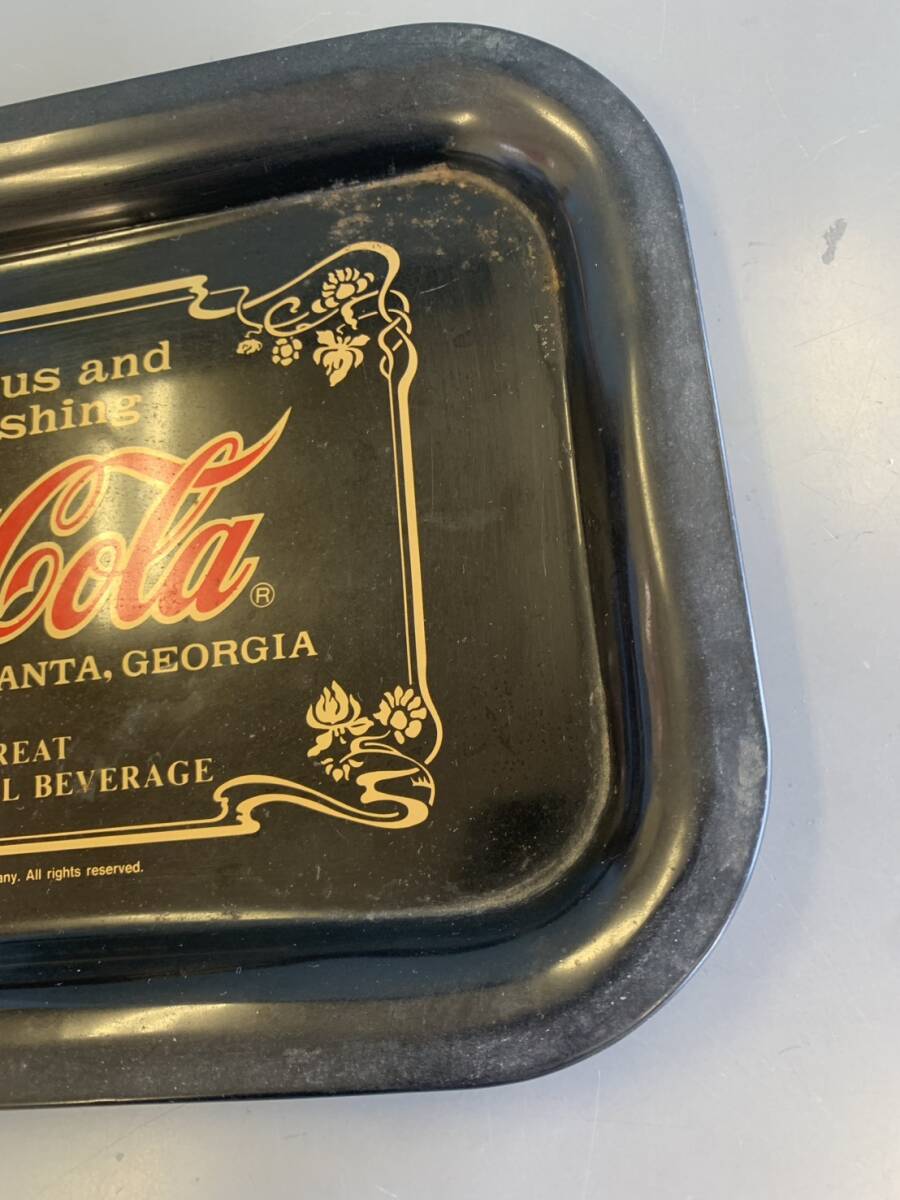 us and
shing
Cola®
ANTA, GEORGIA
REAT
L BEVERAGE
any. All rights reserved.